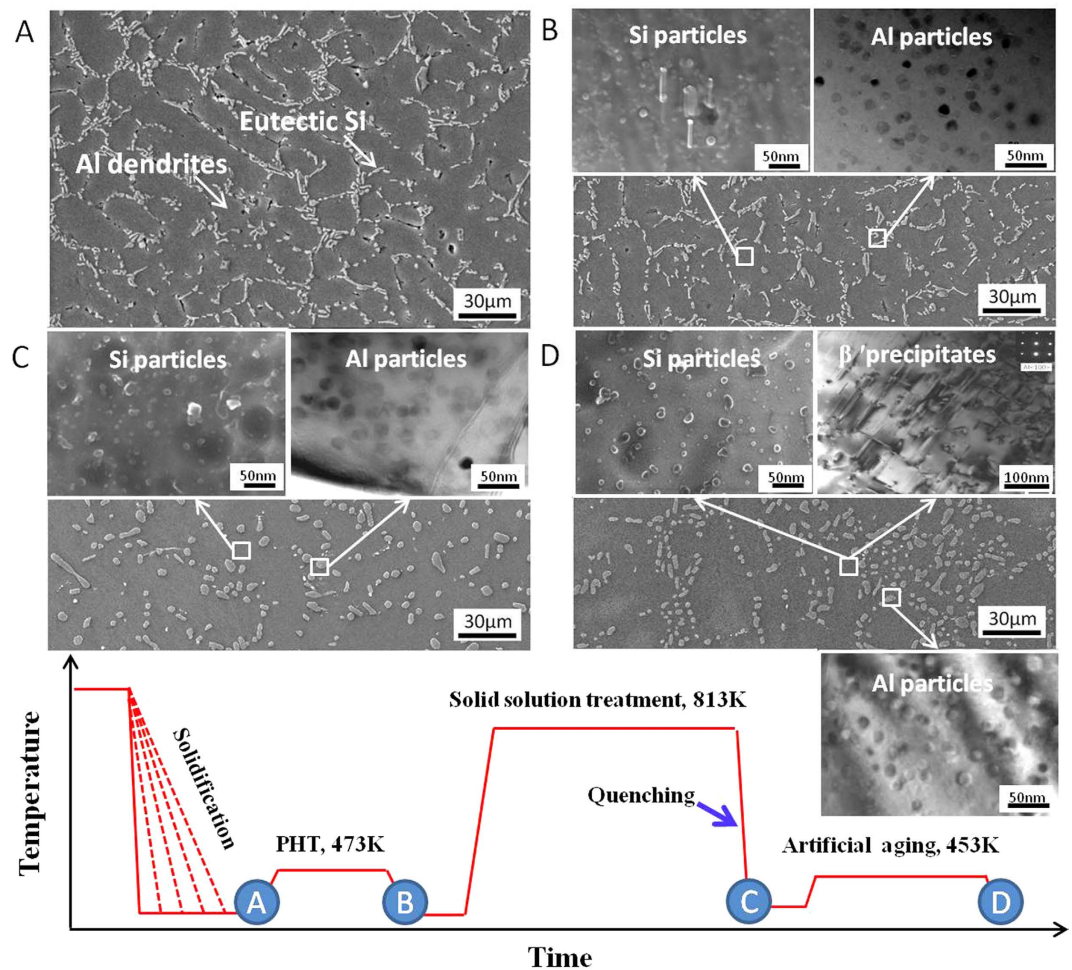 A
Eutectic Si
Al dendrites
30μm
B
Si particles
50nm
Al particles
50nm
30μm
C
Si particles
50nm
Al particles
50nm
30μm
D
Si particles
50nm
β 'precipitates
Al<100>
100nm
30μm
Al particles
50nm
Temperature
Solidification
PHT, 473K
Solid solution treatment, 813K
Quenching
Artificial aging, 453K
A
B
C
D
Time